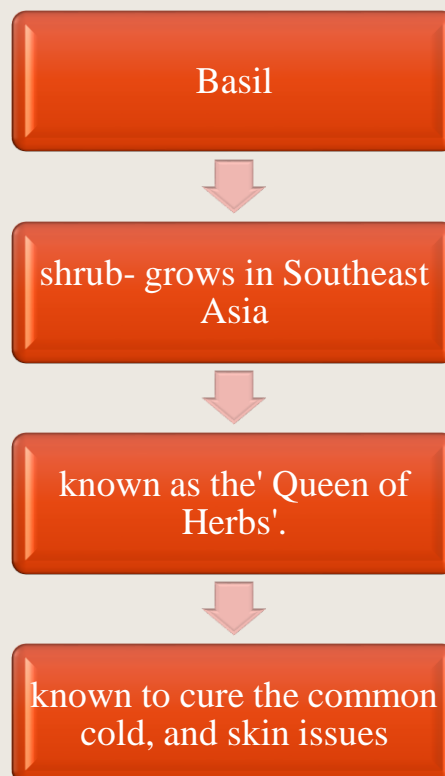 Basil
shrub- grows in Southeast
Asia
known as the' Queen of
Herbs'.
known to cure the common
cold, and skin issues